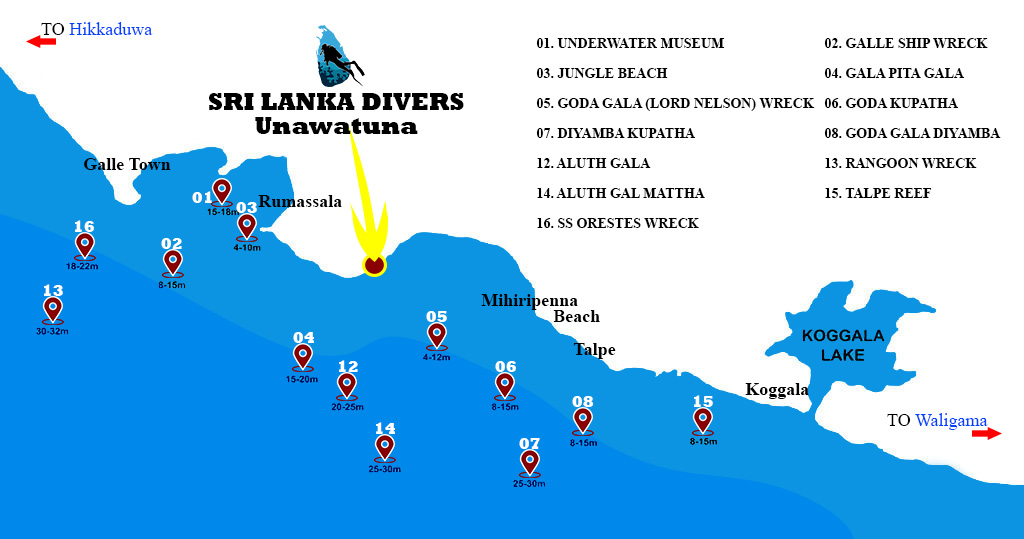 TO Hikkaduwa
SRI LANKA DIVERS
Unawatuna
01. UNDERWATER MUSEUM
02. GALLE SHIP WRECK
03. JUNGLE BEACH
04. GALA PITA GALA
05. GODA GALA (LORD NELSON) WRECK
06. GODA KUPATHA
07. DIYAMBA KUPATHA
08. GODA GALA DIYAMBA
12. ALUTH GALA
13. RANGOON WRECK
14. ALUTH GAL MATTHA
15. TALPE REEF
16. SS ORESTES WRECK
Galle Town
Rumassala
01
15-18m
03
4-10m
16
18-22m
02
8-15m
13
30-32m
Mihiripenna
Beach
Talpe
KOGGALA
LAKE
Koggala
TO Waligama
05
4-12m
04
15-20m
12
20-25m
06
8-15m
08
8-15m
15
8-15m
14
25-30m
07
25-30m